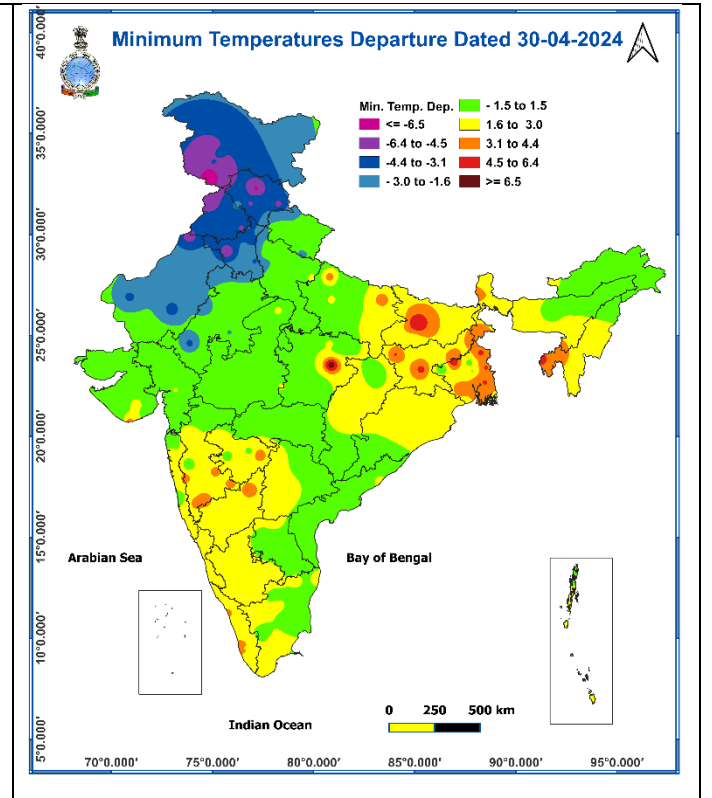 Minimum Temperatures Departure Dated 30-04-2024
Min. Temp. Dep.
<= -6.5
-6.4 to -4.5
-4.4 to -3.1
- 3.0 to -1.6
- 1.5 to 1.5
1.6 to 3.0
3.1 to 4.4
4.5 to 6.4
>= 6.5
40°0.000'
35°0.000'
30°0.000'
25°0.000'
20°0.000'
15°0.000'
10°0.000'
5°0.000'
Arabian Sea
Bay of Bengal
Indian Ocean
0 250 500 km
70°0.000' 75°0.000' 80°0.000' 85°0.000' 90°0.000' 95°0.000'